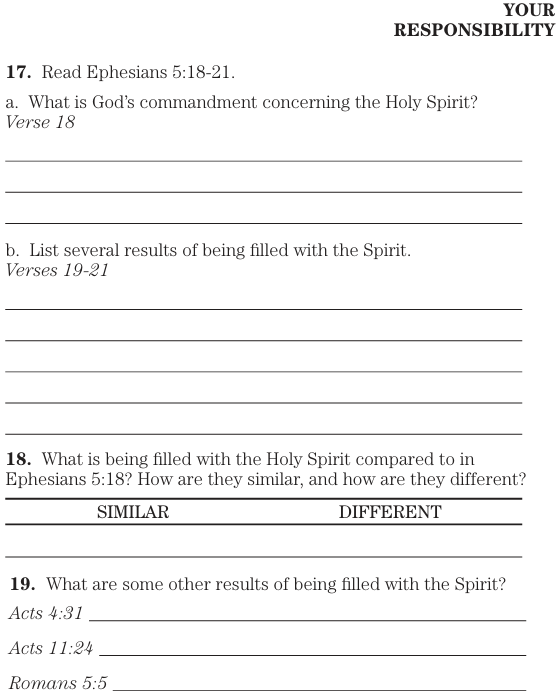 YOUR
RESPONSIBILITY
17. Read Ephesians 5:18-21.
a. What is God's commandment concerning the Holy Spirit?
Verse 18
b. List several results of being filled with the Spirit.
Verses 19-21
18. What is being filled with the Holy Spirit compared to in
Ephesians 5:18? How are they similar, and how are they different?
SIMILAR DIFFERENT
19. What are some other results of being filled with the Spirit?
Acts 4:31
Acts 11:24
Romans 5:5